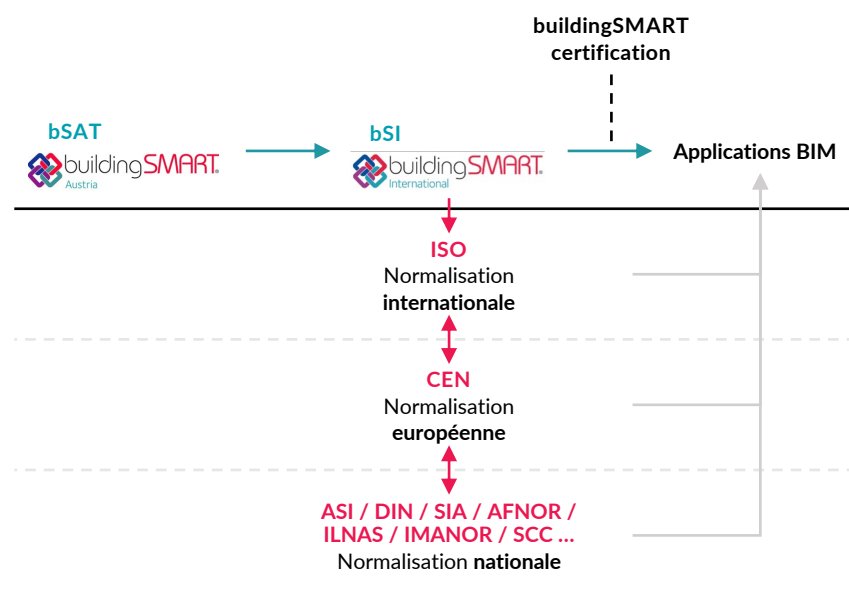 buildingSMART
certification
bSAT
buildingSMART®
Austria
bSI
buildingSMART®
International
Applications BIM
ISO
Normalisation
internationale
CEN
Normalisation
européenne
ASI / DIN / SIA / AFNOR /
ILNAS / IMANOR / SCC ...
Normalisation nationale